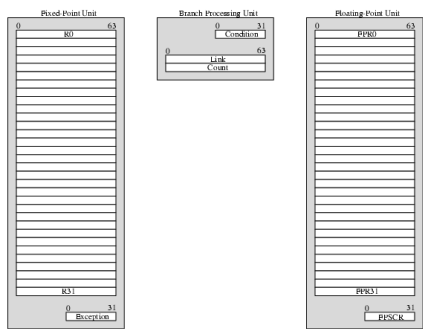 Fixed-Point Unit
0 63
R0
R31
0 31
Exception
Branch Processing Unit
0 31
Condition
0 63
Link
Count
Floating-Point Unit
0 63
FPR0
FPR31
0 31
FPSCR